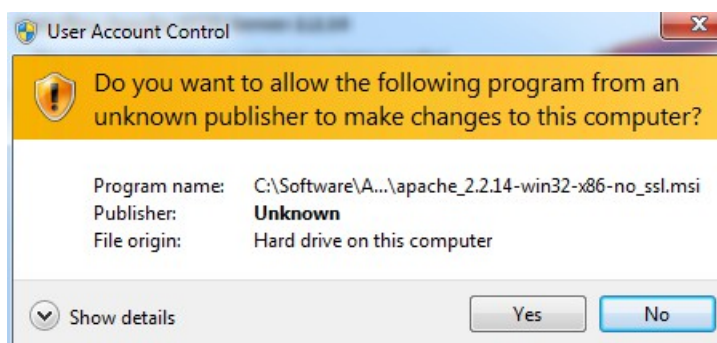 User Account Control
Do you want to allow the following program from an
unknown publisher to make changes to this computer?
Program name: C:\Software\A...\apache_2.2.14-win32-x86-no_ssl.msi
Publisher: Unknown
File origin: Hard drive on this computer
Show details Yes No